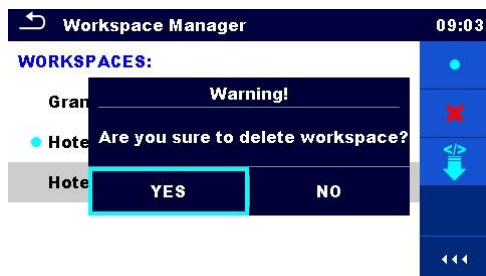 Workspace Manager 09:03
WORKSPACES:
Gran
Warning!
Hote
Are you sure to delete workspace?
Hote
YES NO